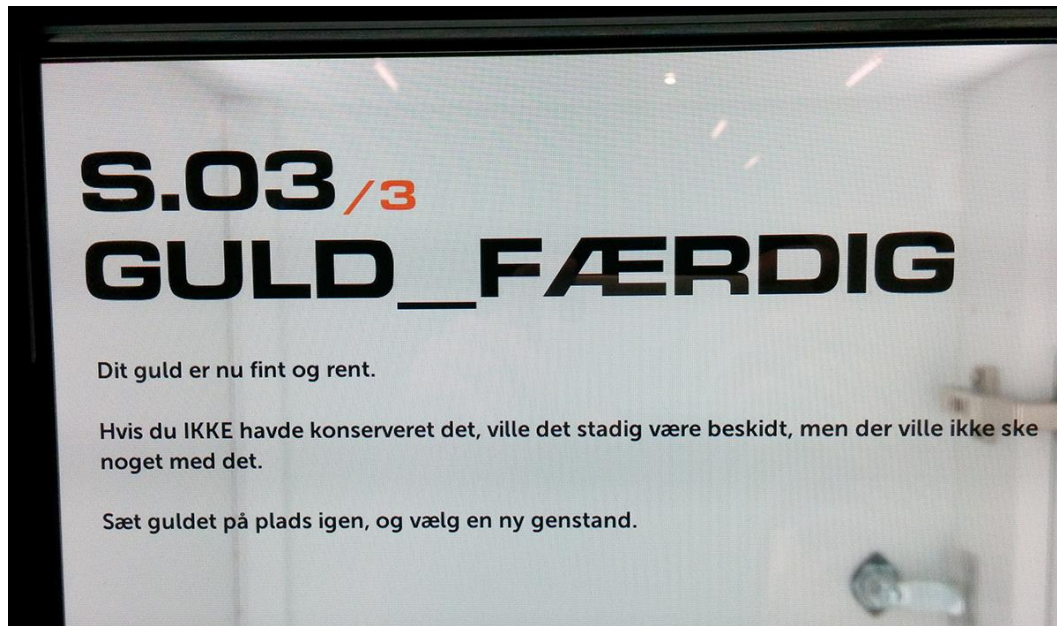 S.03/3
GULD_FÆRDIG
Dit guld er nu fint og rent.
Hvis du IKKE havde konserveret det, ville det stadig være beskidt, men der ville ikke ske
noget med det.
Sæt guldet på plads igen, og vælg en ny genstand.